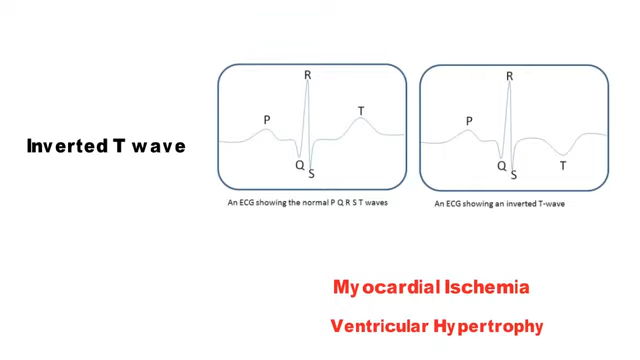 Inverted T wave
R
P
T
Q
S
An ECG showing the normal P Q R S T waves
R
P
Q
S
T
An ECG showing an inverted T-wave
Myocardial Ischemia
Ventricular Hypertrophy